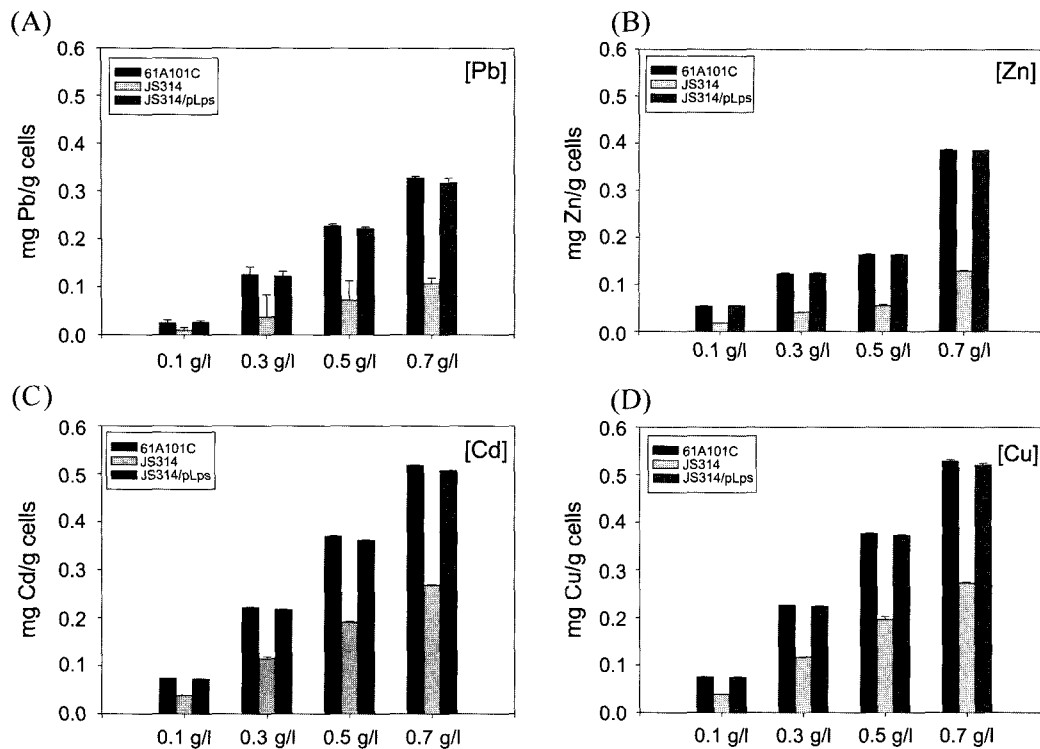 (A)
0.6
0.5
0.4
0.3
0.2
0.1
0.0
mg Pb/g cells
61A101C
JS314
JS314/pLps
[Pb]
0.1 g/l 0.3 g/l 0.5 g/l 0.7 g/l
(B)
0.6
0.5
0.4
0.3
0.2
0.1
0.0
mg Zn/g cells
61A101C
JS314
JS314/pLps
[Zn]
0.1 g/l 0.3 g/l 0.5 g/l 0.7 g/l
(C)
0.6
0.5
0.4
0.3
0.2
0.1
0.0
mg Cd/g cells
61A101C
JS314
JS314/pLps
[Cd]
0.1 g/l 0.3 g/l 0.5 g/l 0.7 g/l
(D)
0.6
0.5
0.4
0.3
0.2
0.1
0.0
mg Cu/g cells
61A101C
JS314
JS314/pLps
[Cu]
0.1 g/l 0.3 g/l 0.5 g/l 0.7 g/l